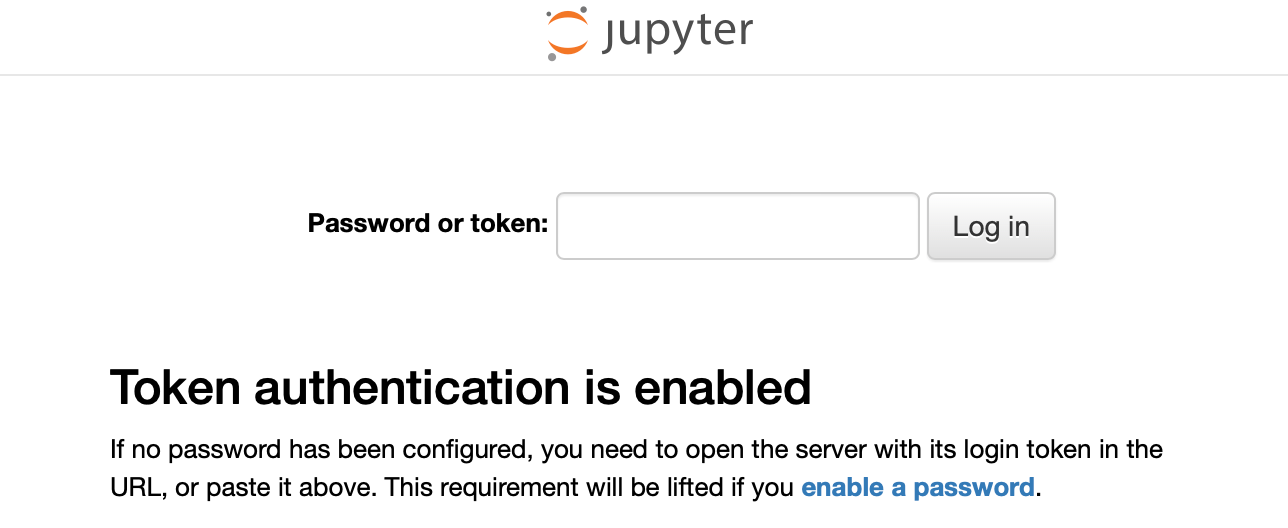 jupyter
Password or token: Log in
Token authentication is enabled
If no password has been configured, you need to open the server with its login token in the
URL, or paste it above. This requirement will be lifted if you enable a password.